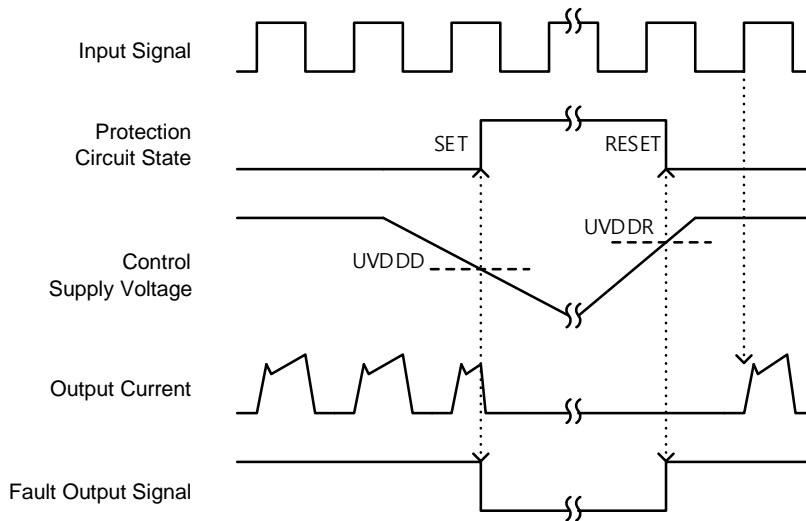 Input Signal
Protection
Circuit State
SET
RESET
UVDDR
UVDDD
Control
Supply Voltage
Output Current
Fault Output Signal